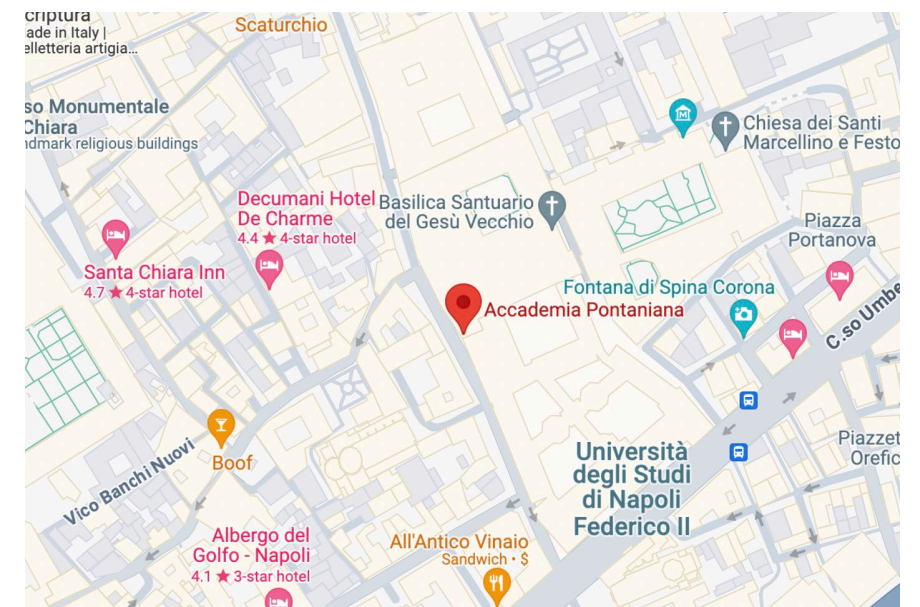 criptura
ade in Italy |
elletteria artigia...
Scaturchio
so Monumentale
Chiara
ndmark religious buildings
Chiesa dei Santi
Marcellino e Festo
Decumani Hotel
De Charme
4.4 ★ 4-star hotel
Basilica Santuario
del Gesù Vecchio
Piazza
Portanova
Santa Chiara Inn
4.7 ★ 4-star hotel
Fontana di Spina Corona
Accademia Pontaniana
C.so Umbe
Boof
Vico Banchi Nuovi
Università
degli Studi
di Napoli
Federico II
Piazzet
Orefic
Albergo del
Golfo - Napoli
4.1 ★ 3-star hotel
All'Antico Vinaio
Sandwich · $